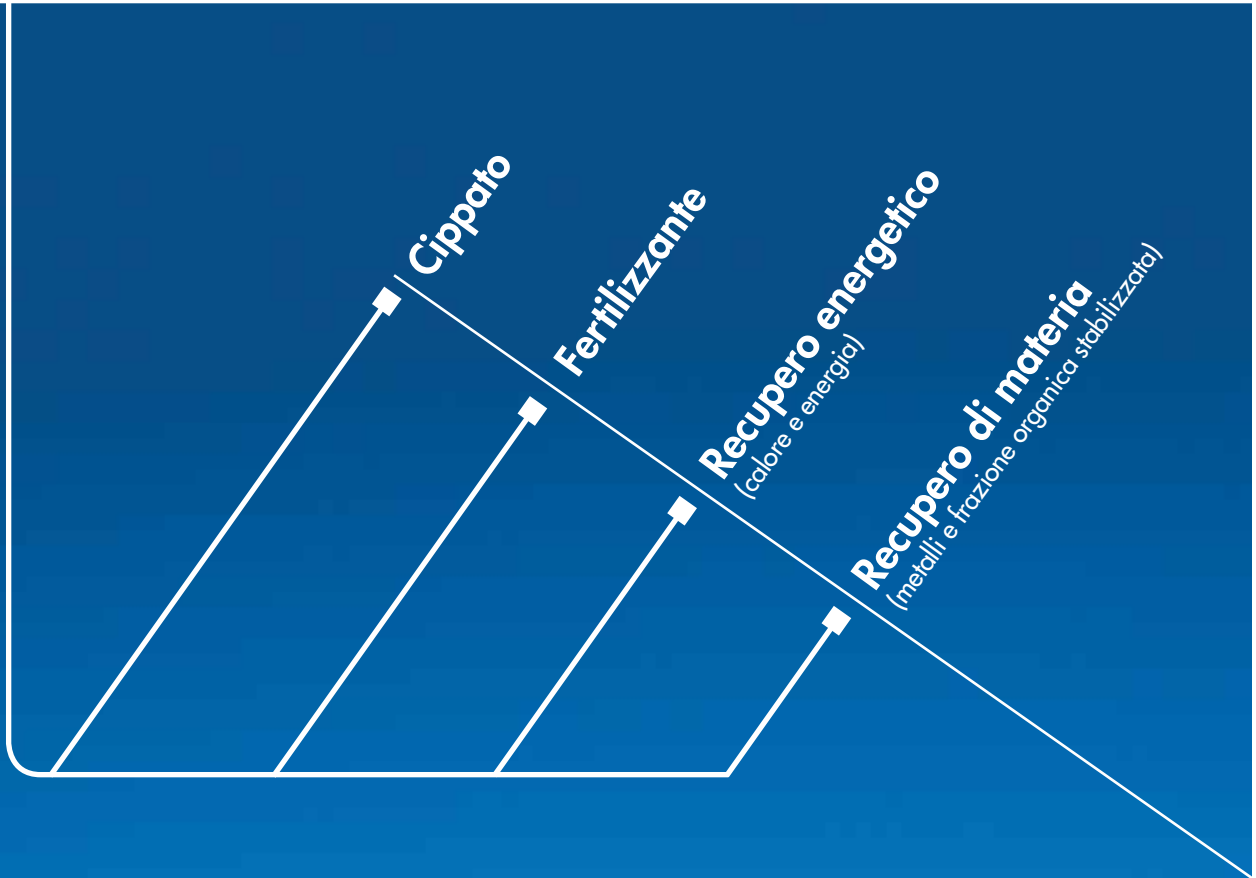 Cippato
Fertilizzante
Recupero energetico
(calore e energia)
Recupero di materia
(metalli e frazione organica stabilizzata)